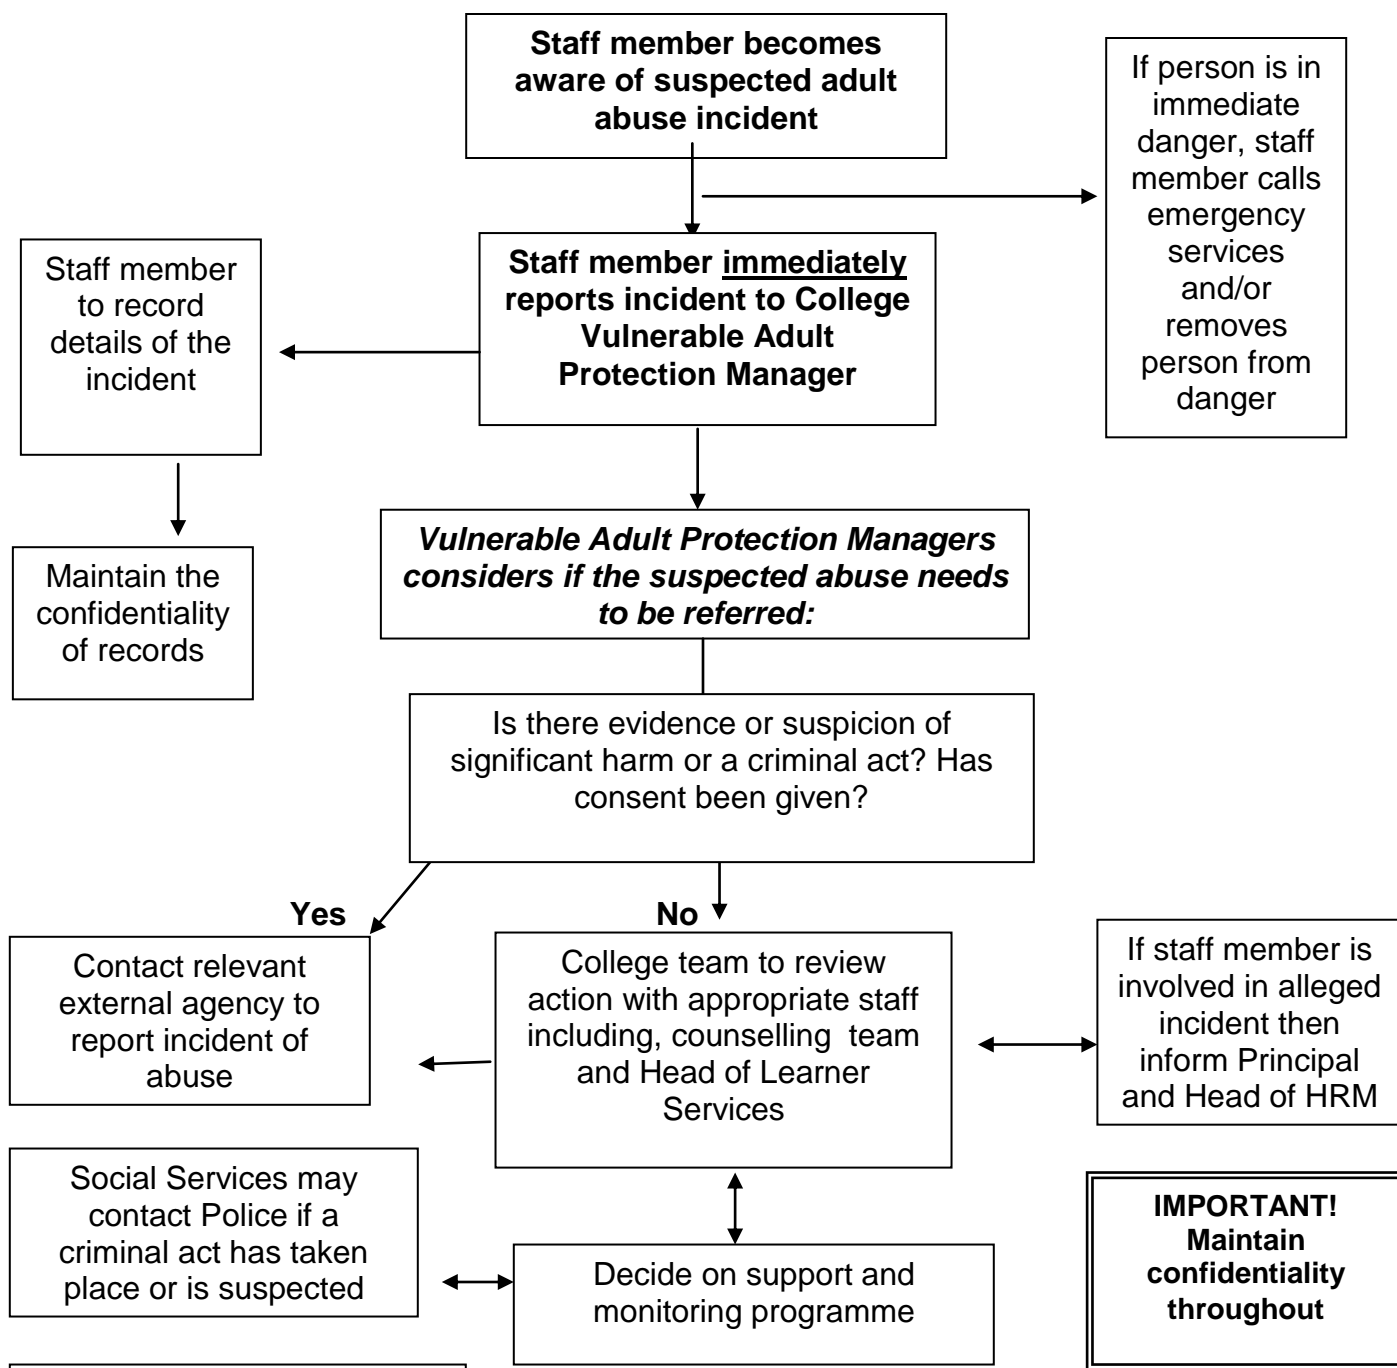 Staff member becomes
aware of suspected adult
abuse incident
If person is in
immediate
danger, staff
member calls
emergency
services
and/or
removes
person from
danger
Staff member immediately
reports incident to College
Vulnerable Adult
Protection Manager
Staff member
to record
details of the
incident
Maintain the
confidentiality
of records
Vulnerable Adult Protection Managers
considers if the suspected abuse needs
to be referred:
Is there evidence or suspicion of
significant harm or a criminal act? Has
consent been given?
Yes
No
Contact relevant
external agency to
report incident of
abuse
College team to review
action with appropriate staff
including, counselling  team
and Head of Learner
Services
If staff member is
involved in alleged
incident then
inform Principal
and Head of HRM
Social Services may
contact Police if a
criminal act has taken
place or is suspected
Decide on support and
monitoring programme
IMPORTANT!
Maintain
confidentiality
throughout